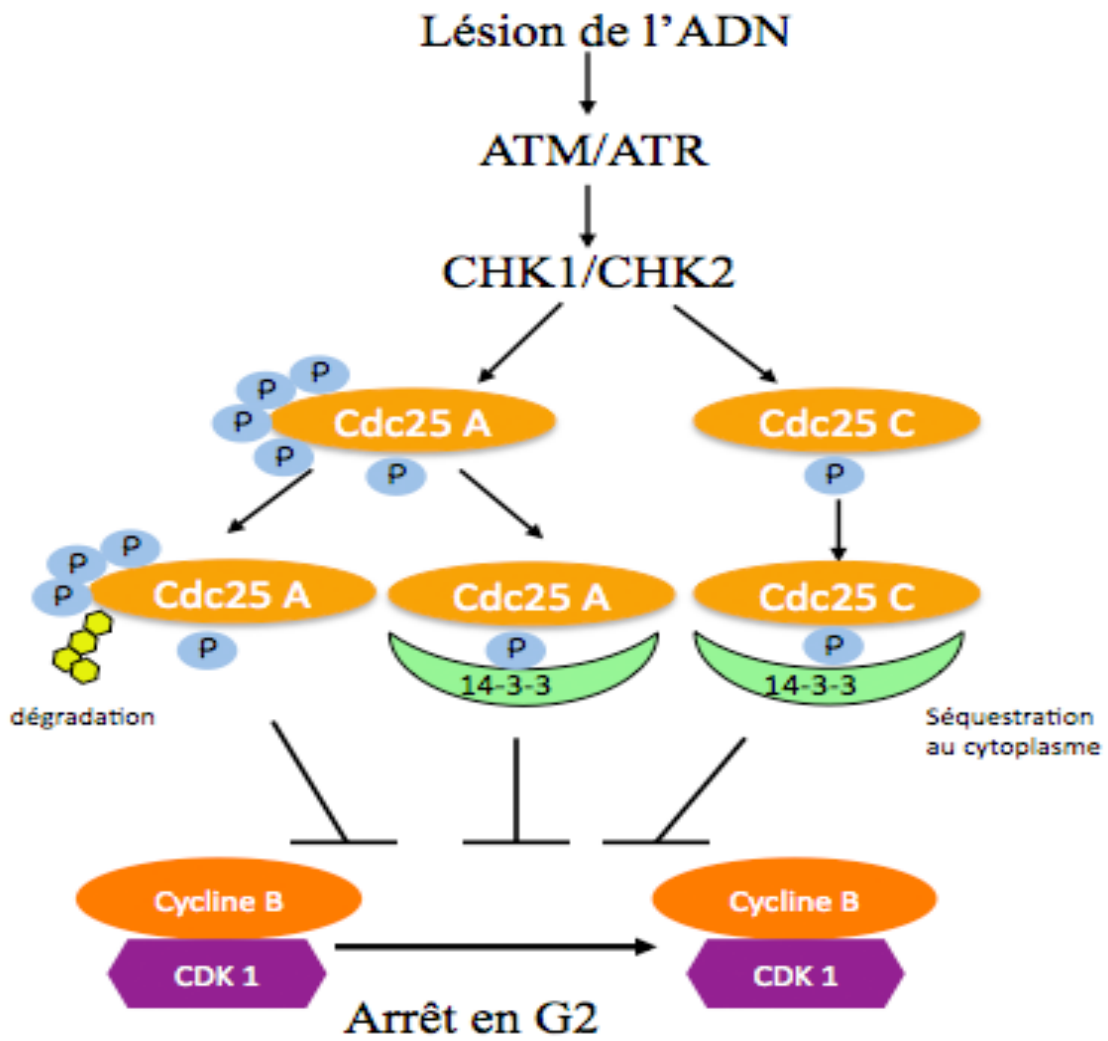 Lésion de l'ADN
ATM/ATR
CHK1/CHK2
P
P
P
P
P
Cdc25 A
Cdc25 C
P
P
P
P
Cdc25 A
P
Cdc25 A
P
14-3-3
Cdc25 C
P
14-3-3
dégradation
Séquestration
au cytoplasme
Cycline B
CDK 1
Cycline B
CDK 1
Arrêt en G2